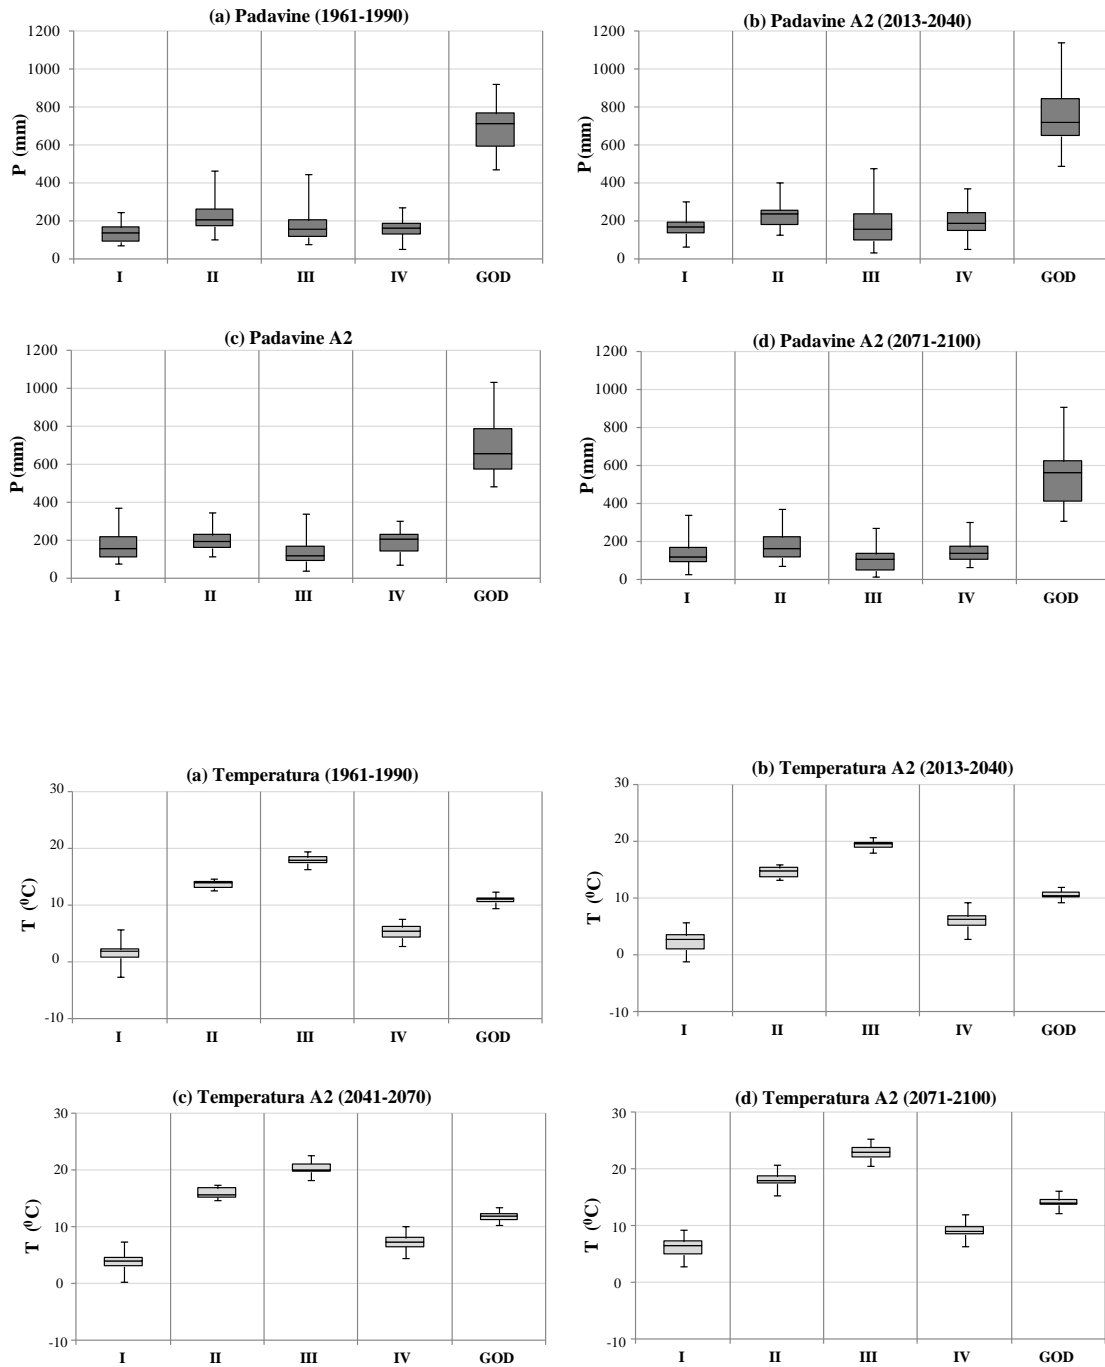 (a) Padavine (1961-1990)
1200
1000
800
600
400
200
0
P (mm)
I II III IV GOD
(b) Padavine A2 (2013-2040)
1200
1000
800
600
400
200
0
P (mm)
I II III IV GOD
(c) Padavine A2
1200
1000
800
600
400
200
0
P (mm)
I II III IV GOD
(d) Padavine A2 (2071-2100)
1200
1000
800
600
400
200
0
P (mm)
I II III IV GOD
(a) Temperatura (1961-1990)
30
20
10
0
-10
T (⁰C)
I II III IV GOD
(b) Temperatura A2 (2013-2040)
30
20
10
0
-10
T (⁰C)
I II III IV GOD
(c) Temperatura A2 (2041-2070)
30
20
10
0
-10
T (⁰C)
I II III IV GOD
(d) Temperatura A2 (2071-2100)
30
20
10
0
-10
T (⁰C)
I II III IV GOD